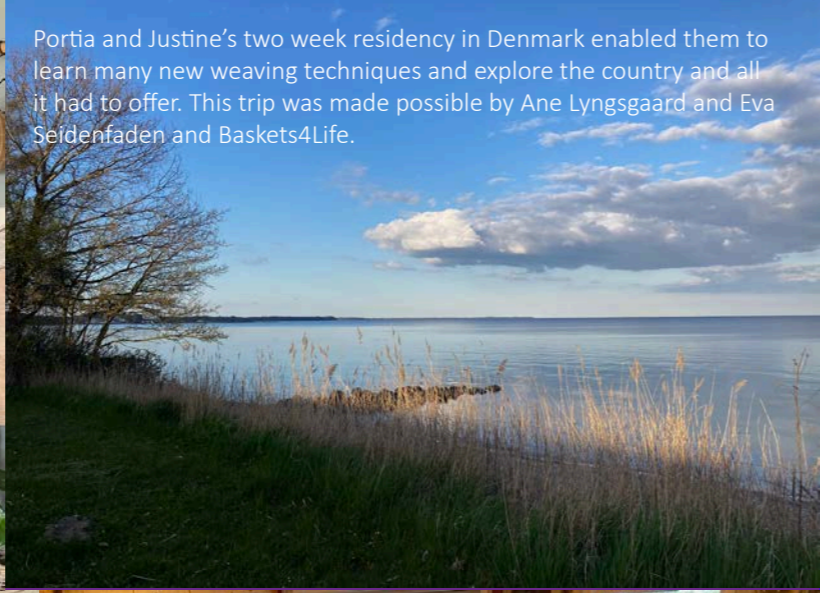 Portia and Justine’s two week residency in Denmark enabled them to
learn many new weaving techniques and explore the country and all
it had to offer. This trip was made possible by Ane Lyngsgaard and Eva
Seidenfaden and Baskets4Life.